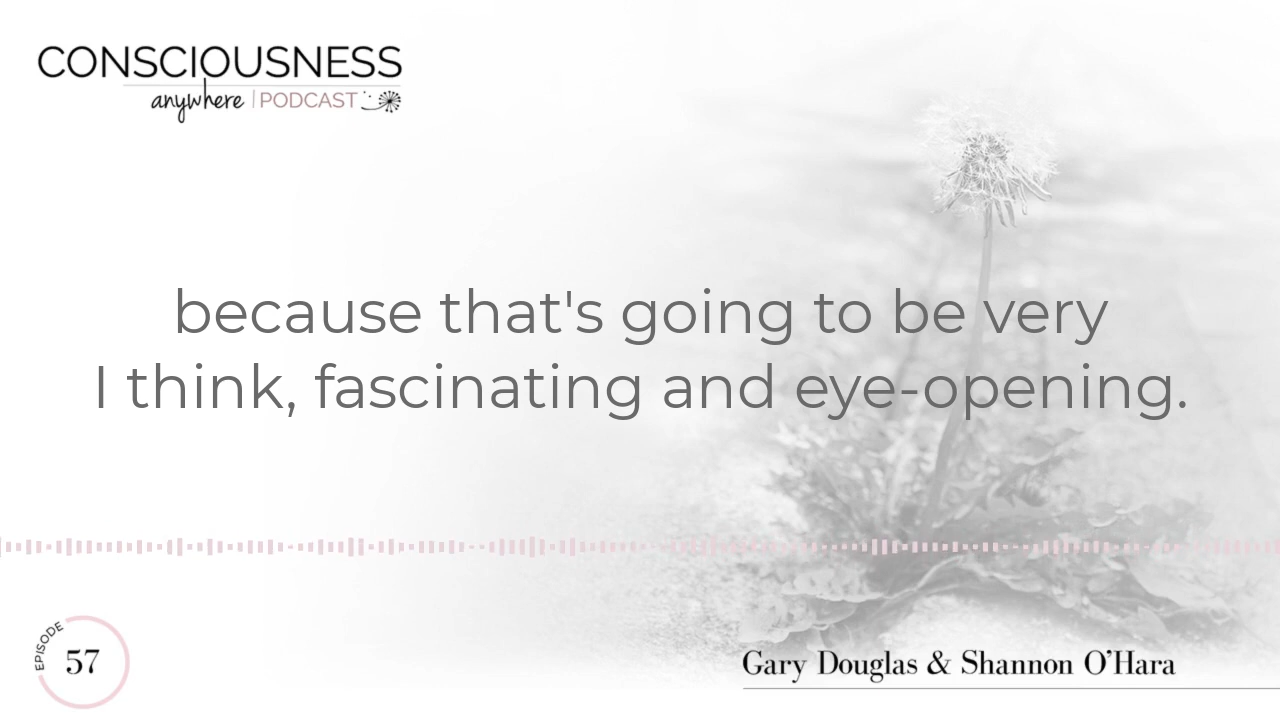 CONSCIOUSNESS
anywhere | PODCAST
because that's going to be very
I think, fascinating and eye-opening.
EPISODE
57
Gary Douglas & Shannon O'Hara